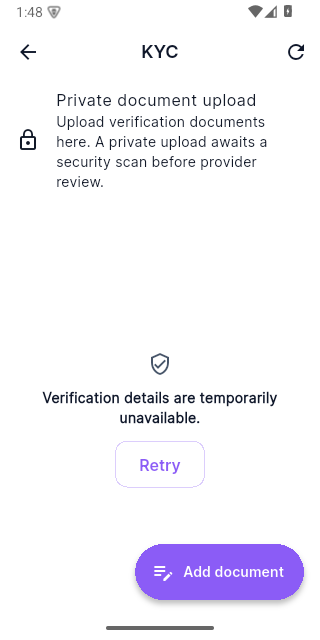 1:48
KYC
Private document upload
Upload verification documents
here. A private upload awaits a
security scan before provider
review.
Verification details are temporarily
unavailable.
Retry
Add document